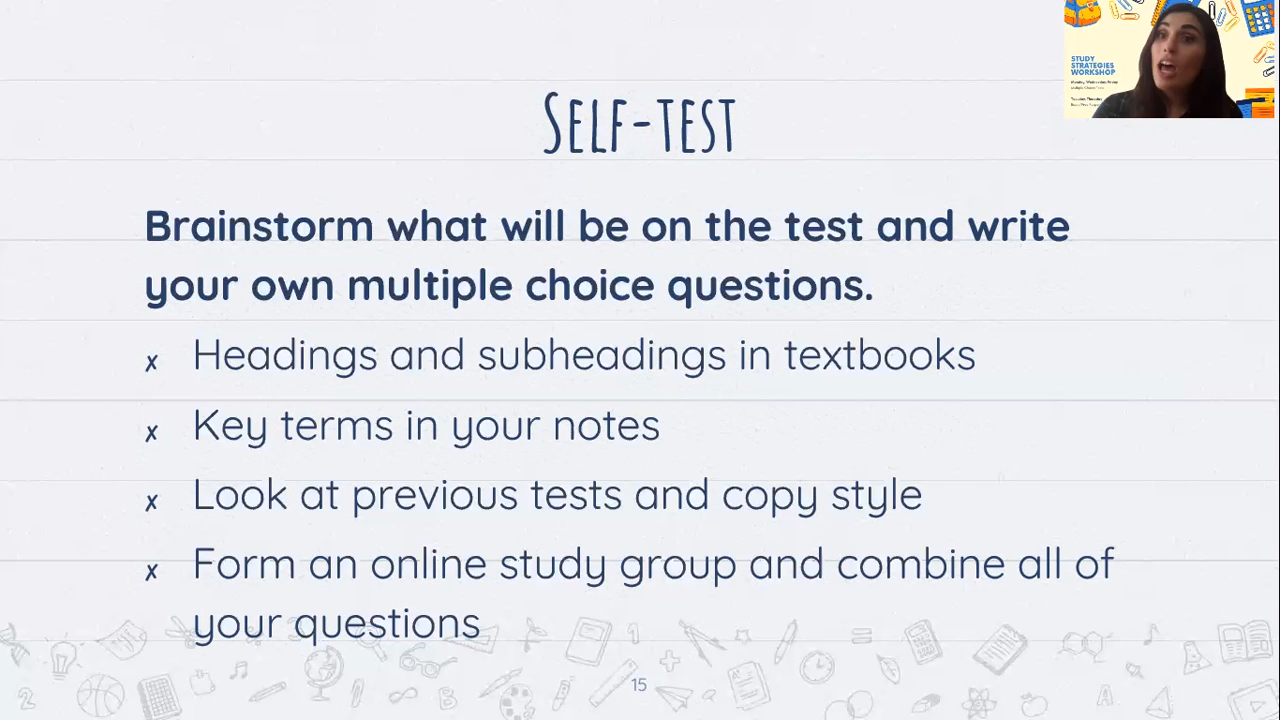 STUDY
STRATEGIES
WORKSHOP
SELF-TEST
Brainstorm what will be on the test and write
your own multiple choice questions.
x Headings and subheadings in textbooks
x Key terms in your notes
x Look at previous tests and copy style
x Form an online study group and combine all of
your questions
15